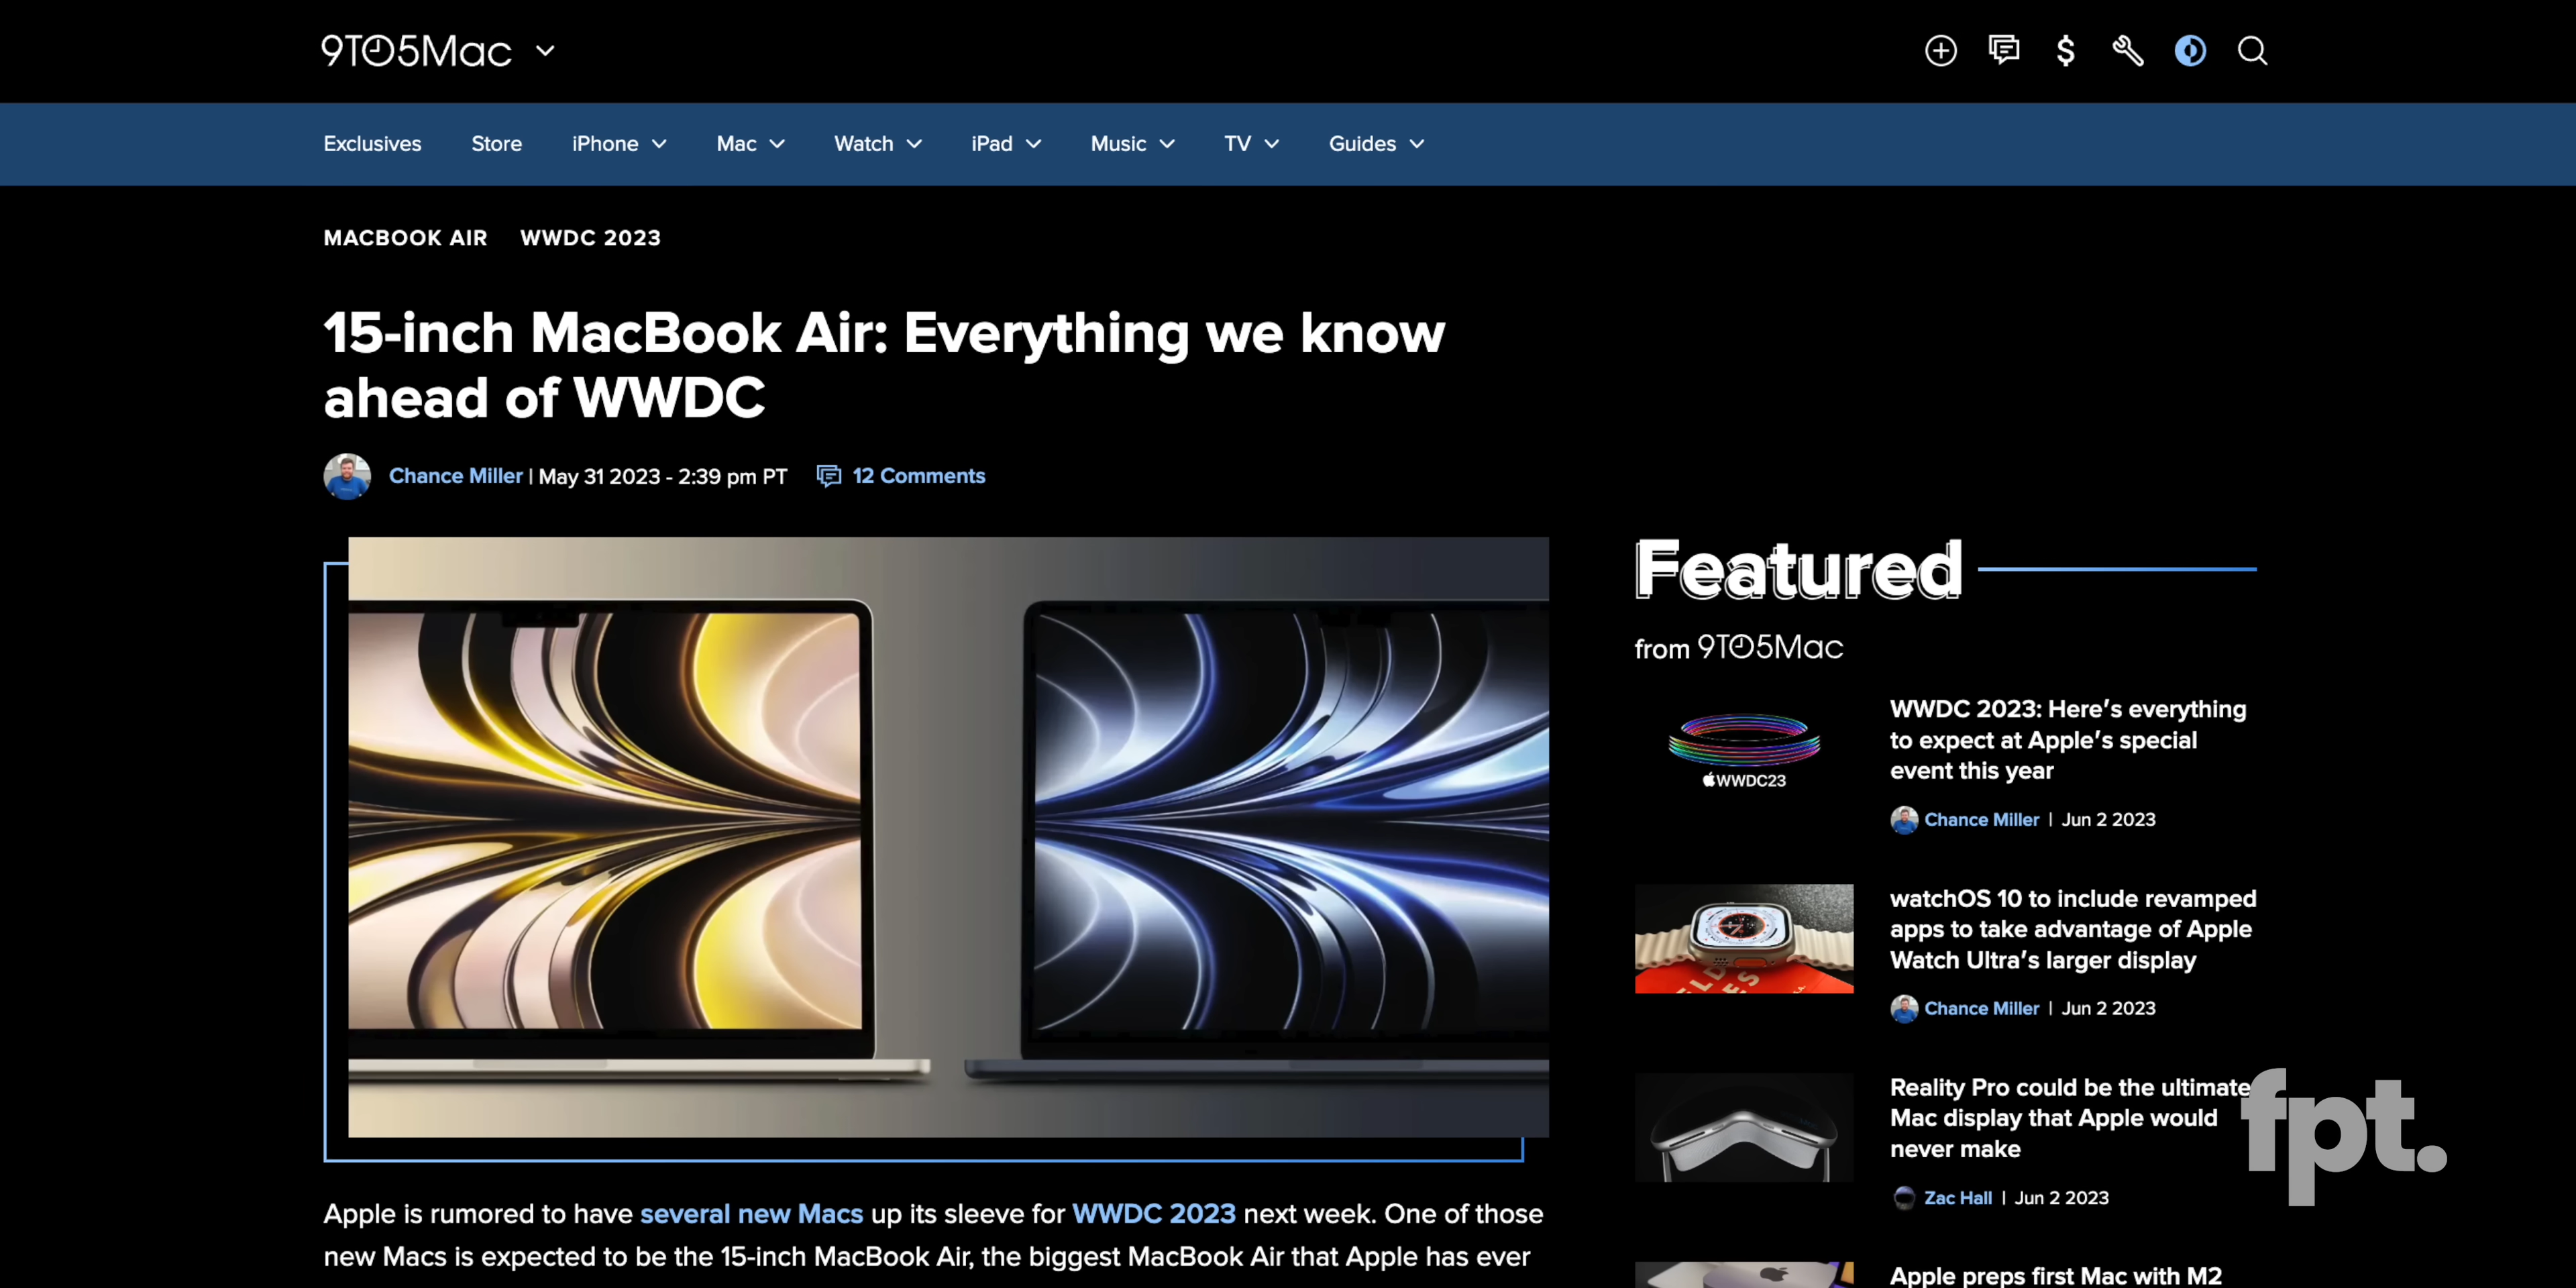 9TO5Mac
Exclusives Store iPhone Mac Watch iPad Music TV Guides
MACBOOK AIR WWDC 2023
15-inch MacBook Air: Everything we know
ahead of WWDC
Chance Miller | May 31 2023 - 2:39 pm PT 12 Comments
Featured
from 9TO5Mac
WWDC23
WWDC 2023: Here's everything
to expect at Apple's special
event this year
Chance Miller | Jun 2 2023
watchOS 10 to include revamped
apps to take advantage of Apple
Watch Ultra's larger display
Chance Miller | Jun 2 2023
Reality Pro could be the ultimate
Mac display that Apple would
never make
Zac Hall | Jun 2 2023
fpt.
Apple is rumored to have several new Macs up its sleeve for WWDC 2023 next week. One of those
new Macs is expected to be the 15-inch MacBook Air, the biggest MacBook Air that Apple has ever
Apple preps first Mac with M2